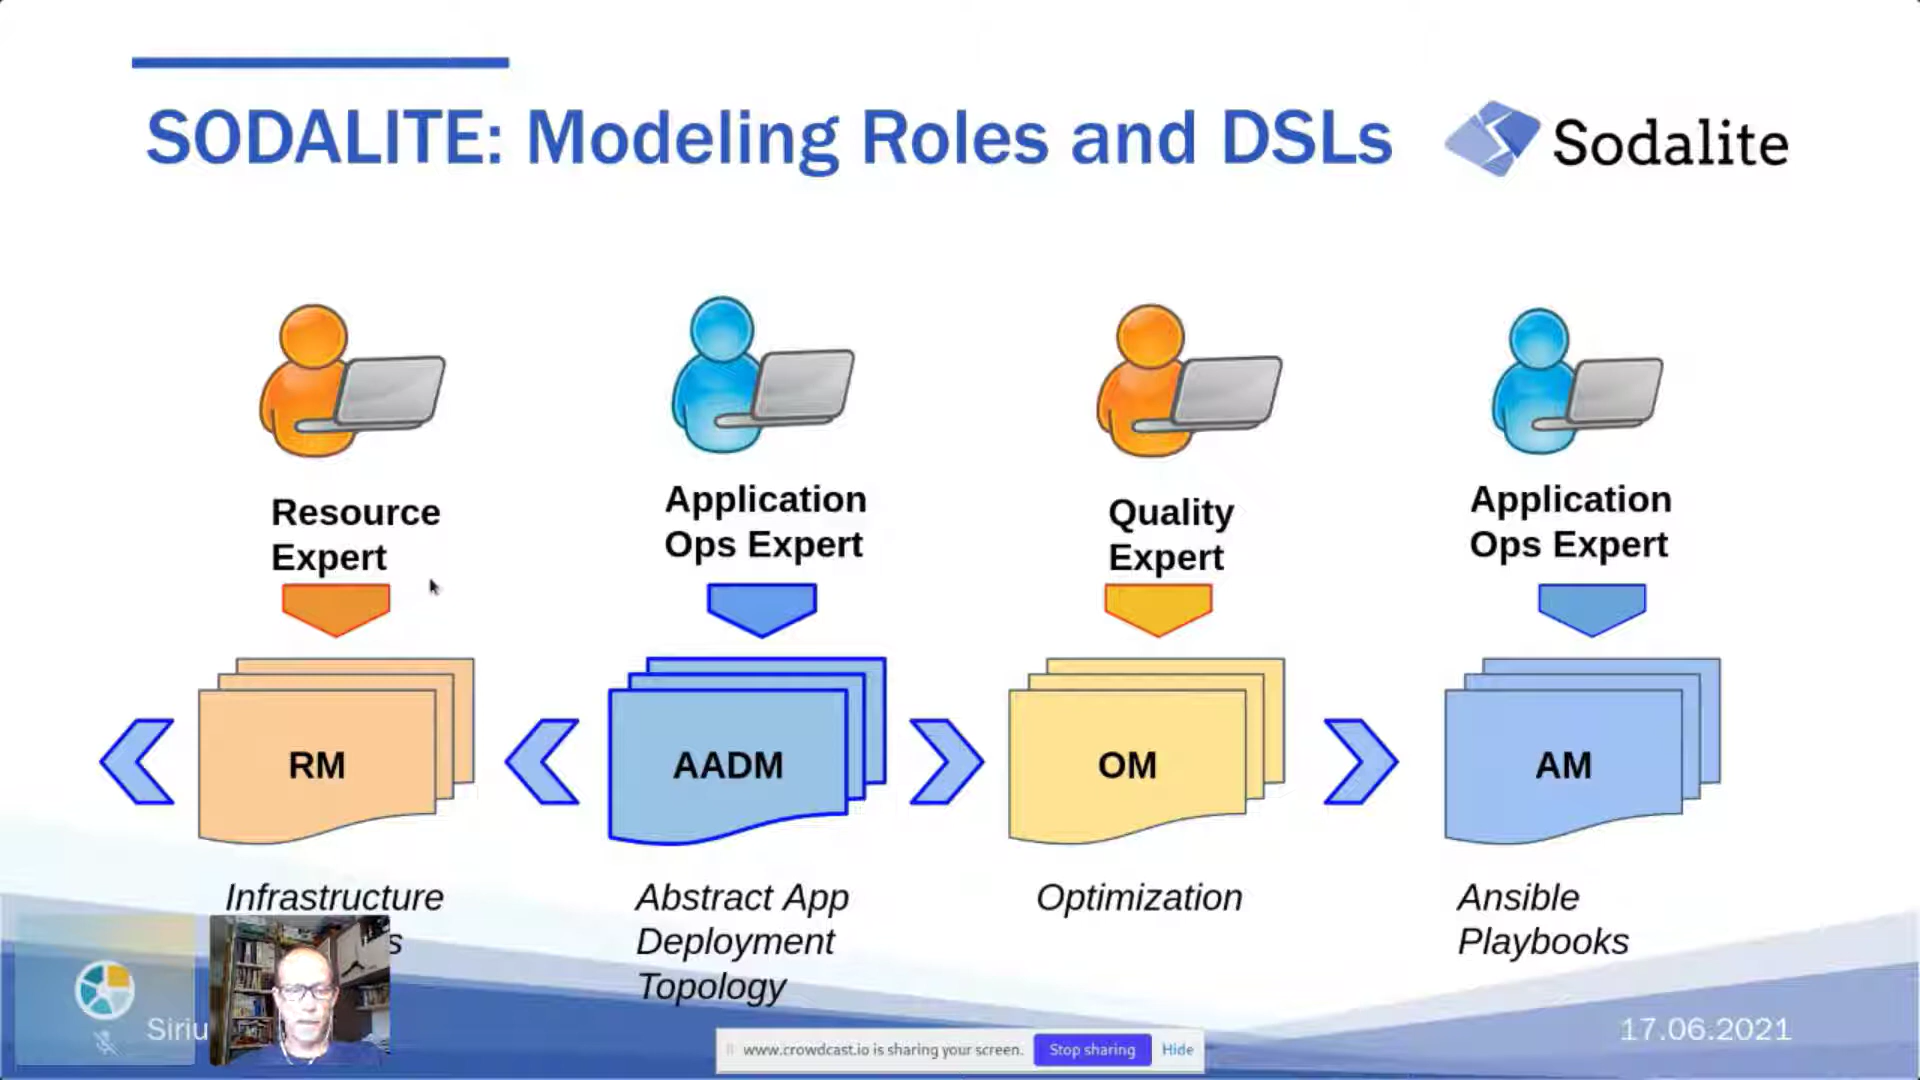 SODALITE: Modeling Roles and DSLs
Sodalite
Resource
Expert
Application
Ops Expert
Quality
Expert
Application
Ops Expert
RM
AADM
OM
AM
Infrastructure
Abstract App
Deployment
Topology
Optimization
Ansible
Playbooks
Siriu
www.crowdcast.io is sharing your screen.
Stop sharing
Hide
17.06.2021